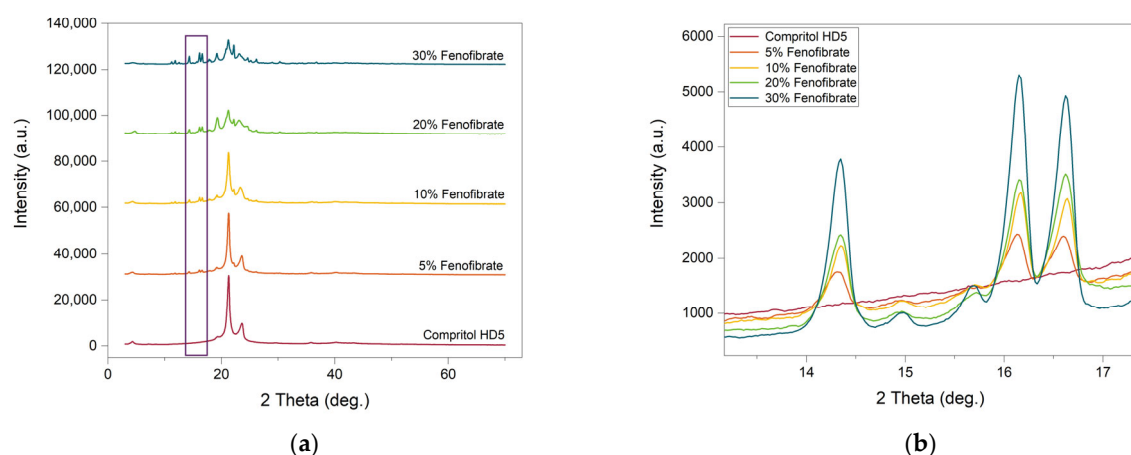 140,000
120,000
100,000
80,000
60,000
40,000
20,000
0
Intensity (a.u.)
30% Fenofibrate
20% Fenofibrate
10% Fenofibrate
5% Fenofibrate
Compritol HD5
0 20 40 60
2 Theta (deg.)
(a)
6000
5000
4000
3000
2000
1000
Intensity (a.u.)
Compritol HD5
5% Fenofibrate
10% Fenofibrate
20% Fenofibrate
30% Fenofibrate
14 15 16 17
2 Theta (deg.)
(b)